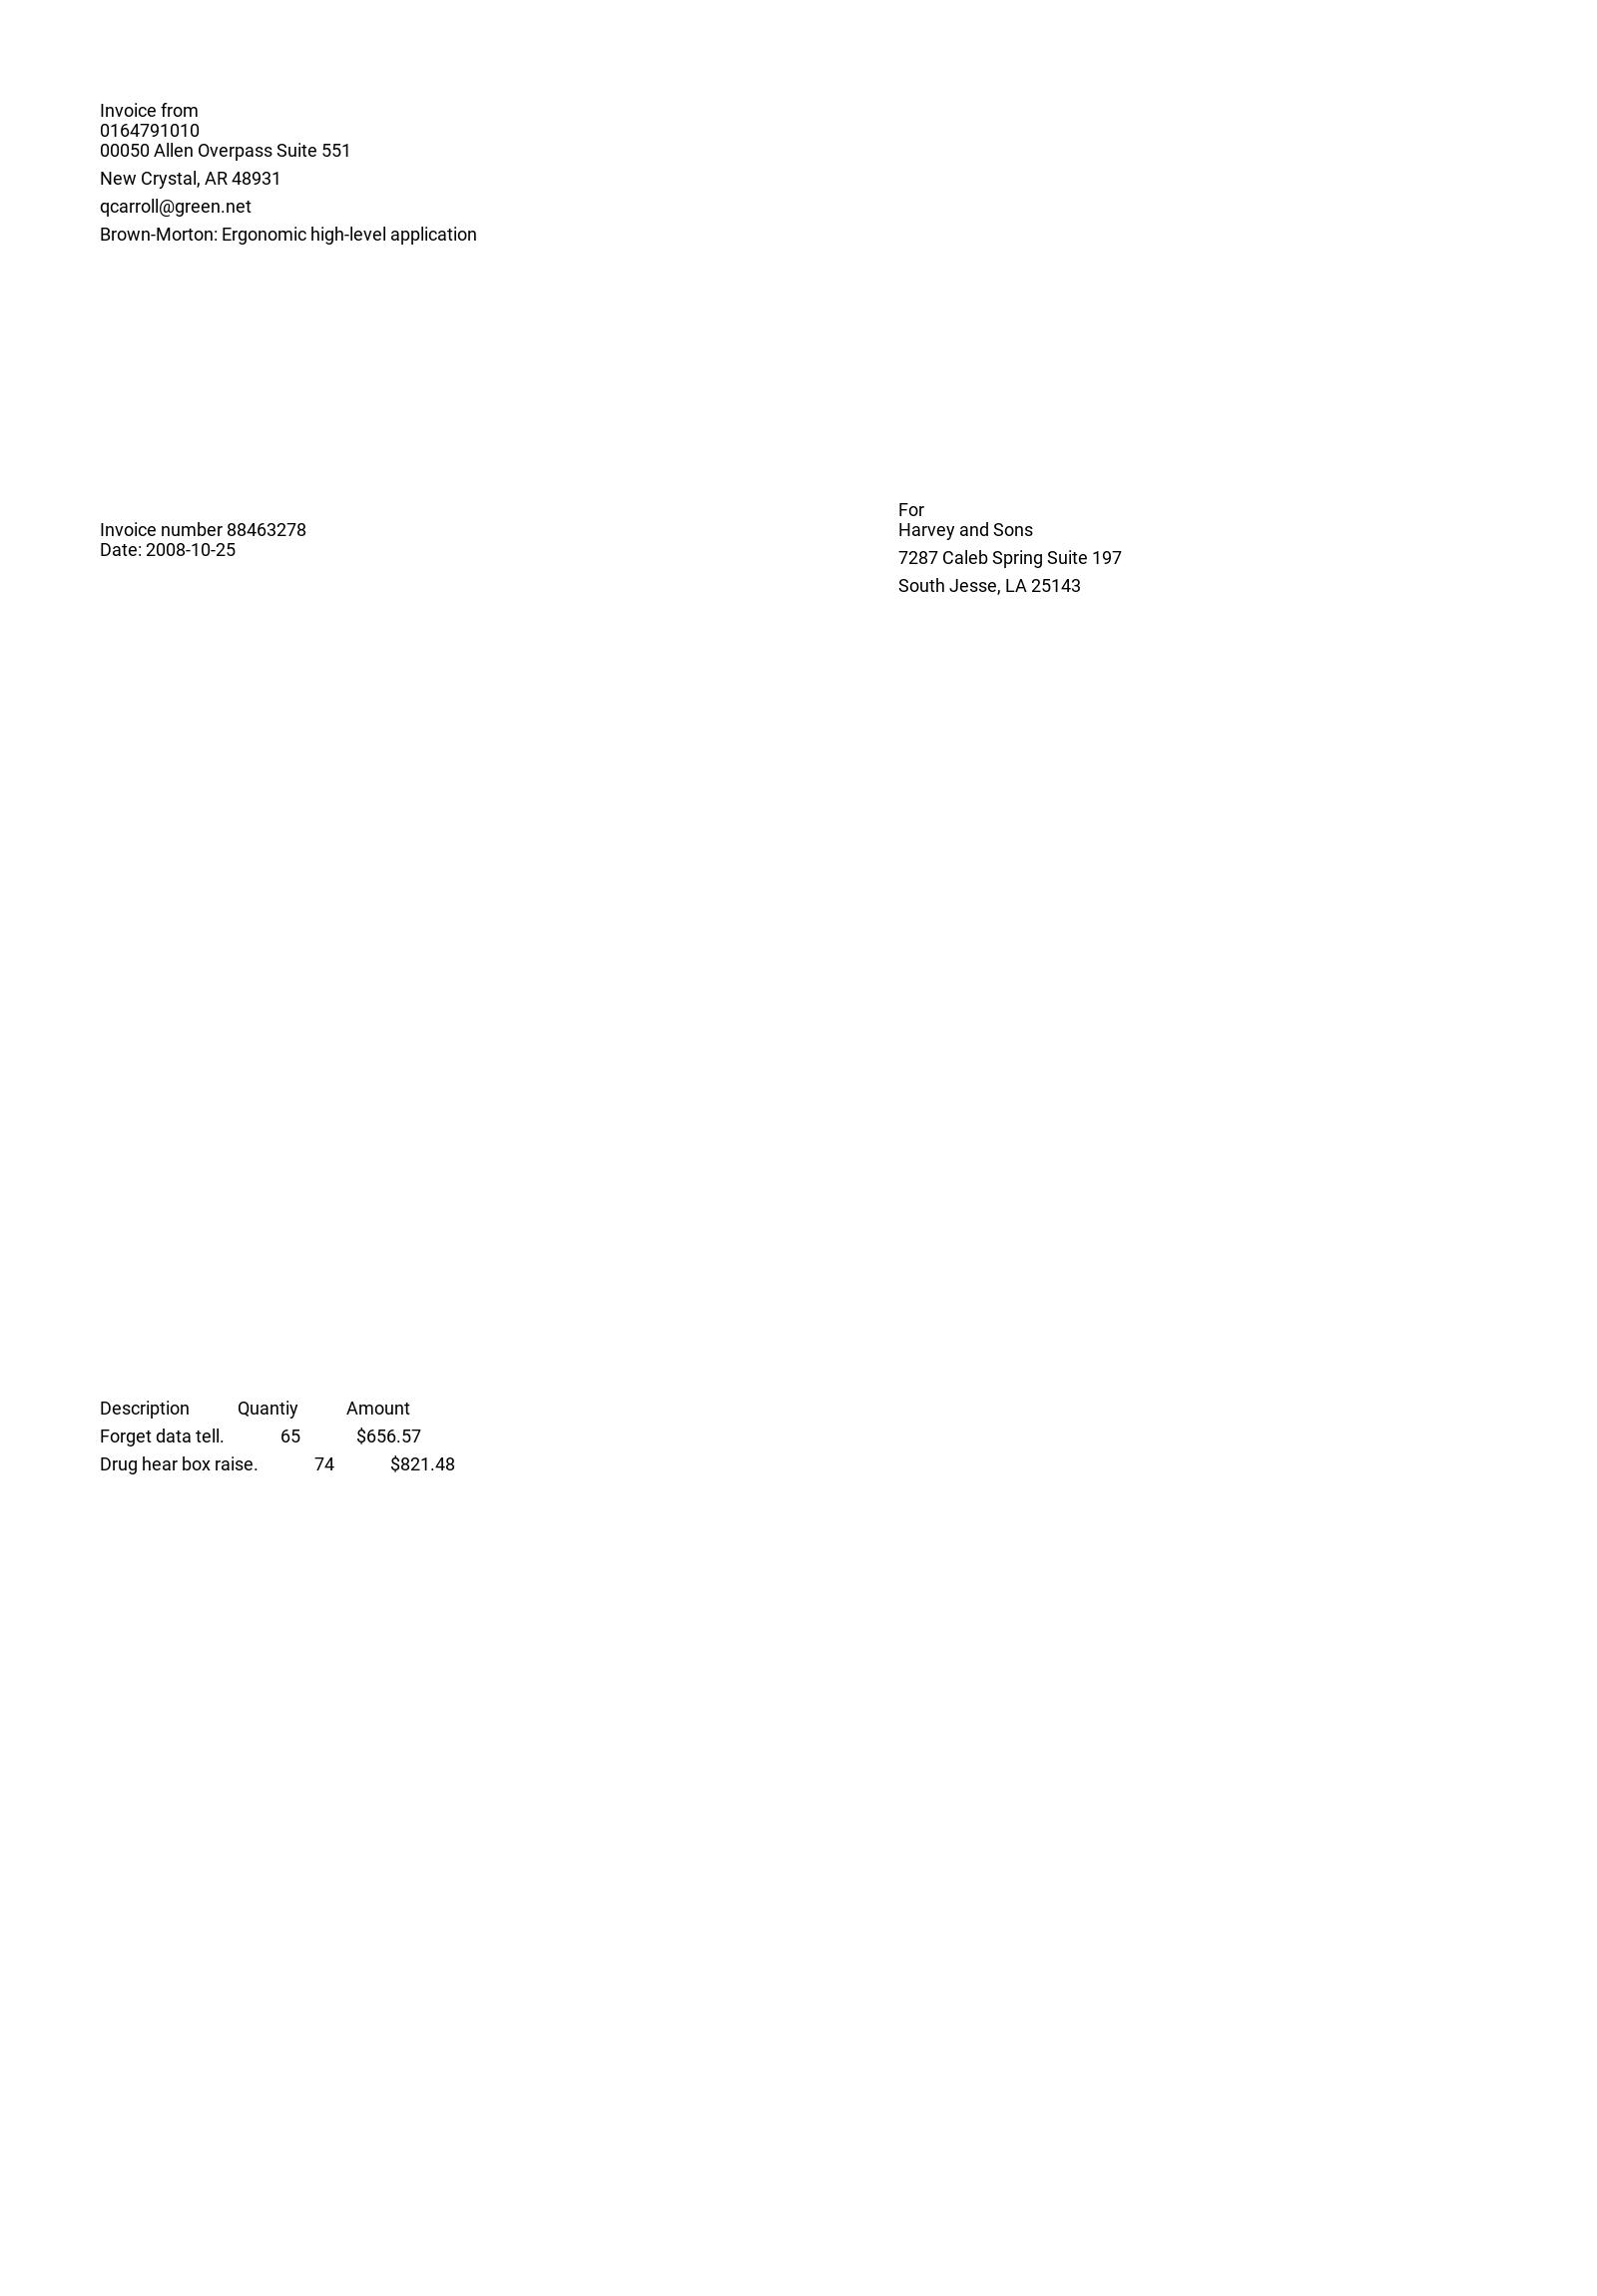 Invoice from
0164791010
00050 Allen Overpass Suite 551
New Crystal, AR 48931
qcarroll@green.net
Brown-Morton: Ergonomic high-level application
Invoice number 88463278
Date: 2008-10-25
For
Harvey and Sons
7287 Caleb Spring Suite 197
South Jesse, LA 25143
Description Quantiy Amount
Forget data tell. 65 $656.57
Drug hear box raise. 74 $821.48